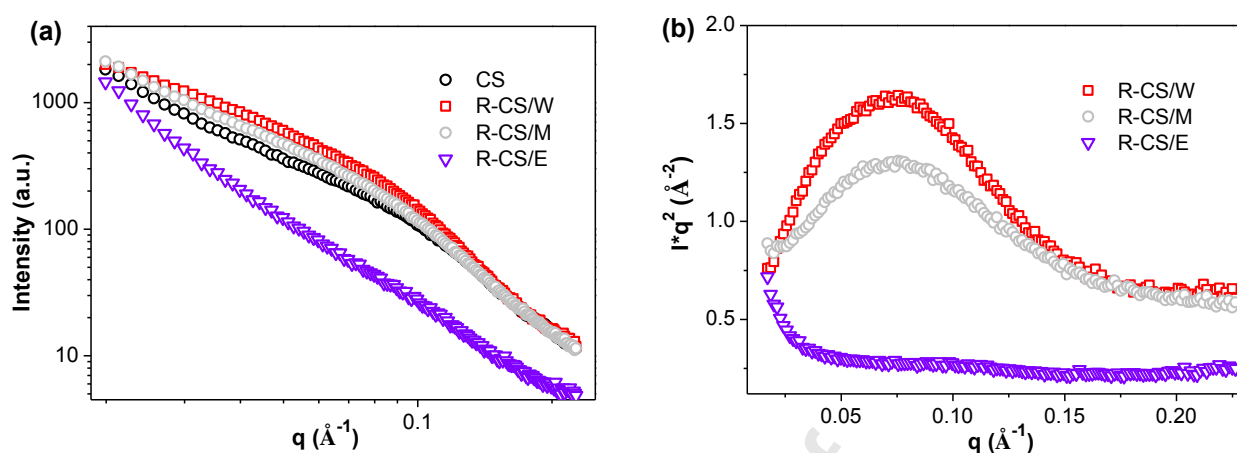 (a)
CS
R-CS/W
R-CS/M
R-CS/E
1000
100
10
Intensity (a.u.)
0.1
q (Å⁻¹)
(b)
R-CS/W
R-CS/M
R-CS/E
2.0
1.5
1.0
0.5
I*q² (Å⁻²)
0.05 0.10 0.15 0.20
q (Å⁻¹)